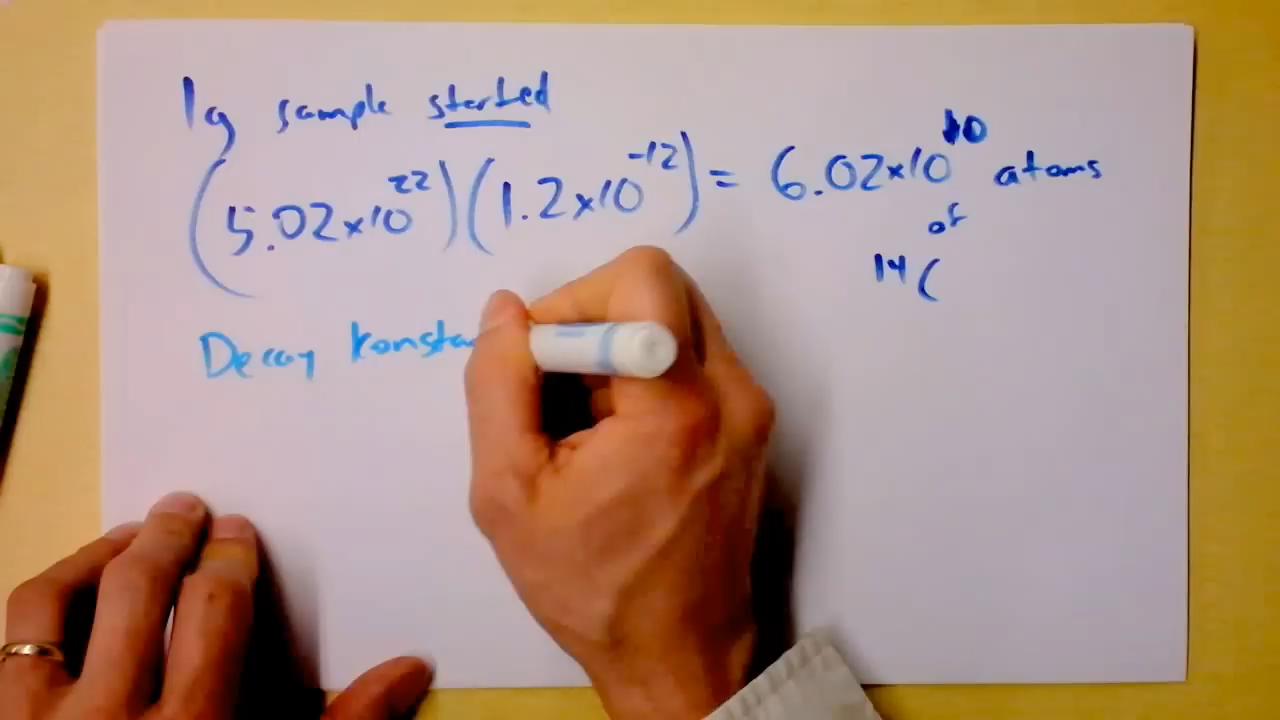 1g sample started
(5.02×10²²)(1.2×10⁻¹²) = 6.02×10¹⁰ atoms
of
¹⁴C
Decay Konsta